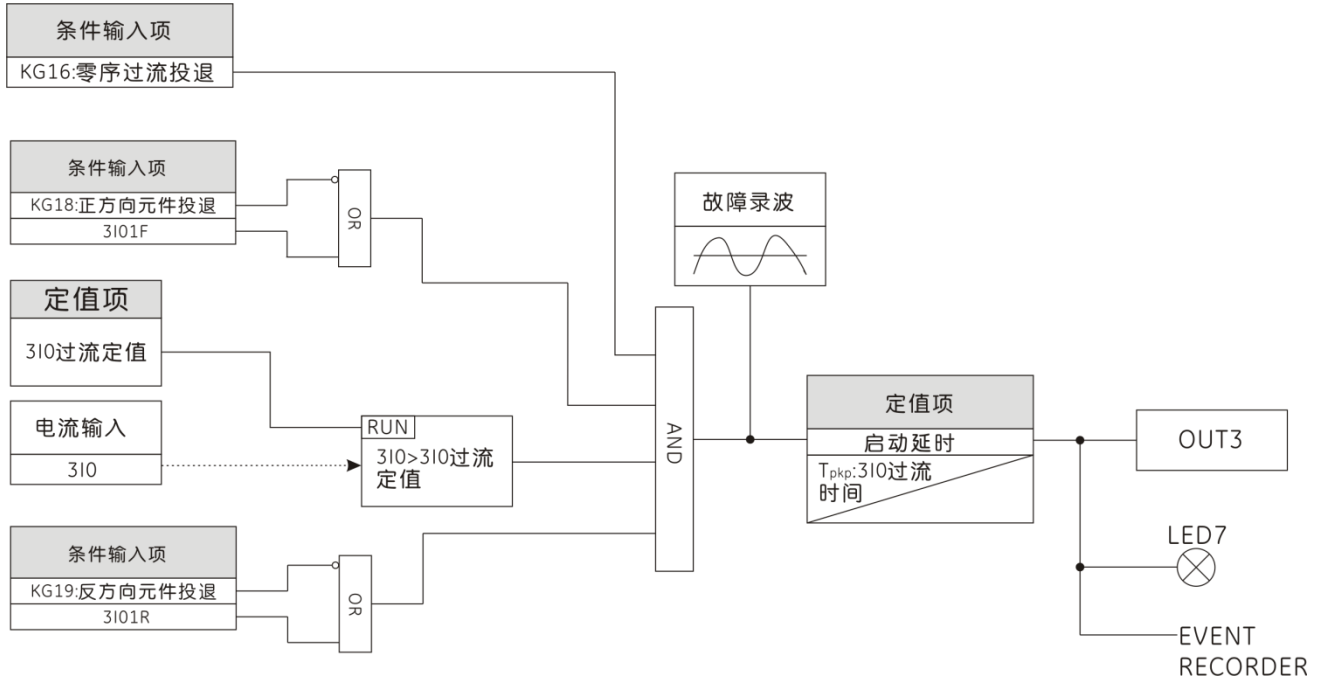 条件输入项
KG16:零序过流投退
条件输入项
KG18:正方向元件投退
3I01F
OR
定值项
3I0过流定值
电流输入
3I0
RUN
3I0>3I0过流
定值
条件输入项
KG19:反方向元件投退
3I01R
OR
AND
故障录波
定值项
启动延时
Tpkp:3I0过流
时间
OUT3
LED7
EVENT
RECORDER